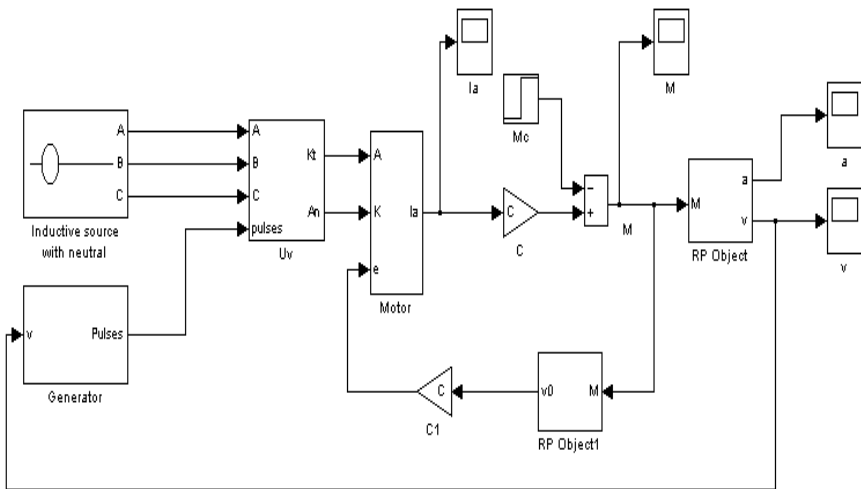 Ia
M
Mc
a
A
B
C
Inductive source
with neutral
A
B
C
pulses
Kt
An
Uv
A
K
e
Ia
Motor
C
C
−
+
M
M
a
v
RP Object
v
v
Pulses
Generator
C
C1
v0
M
RP Object1